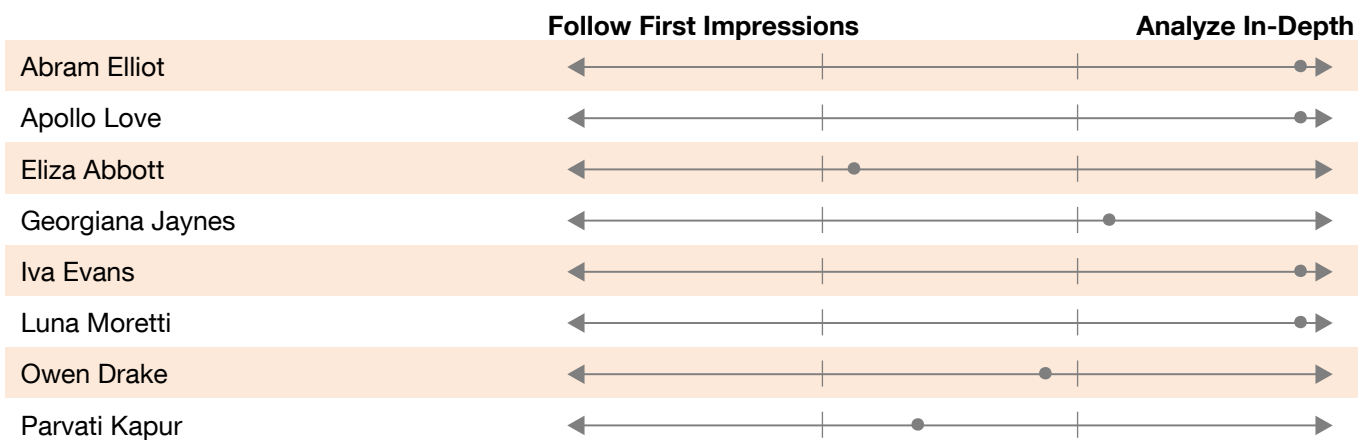 Follow First Impressions Analyze In-Depth
Abram Elliot
Apollo Love
Eliza Abbott
Georgiana Jaynes
Iva Evans
Luna Moretti
Owen Drake
Parvati Kapur